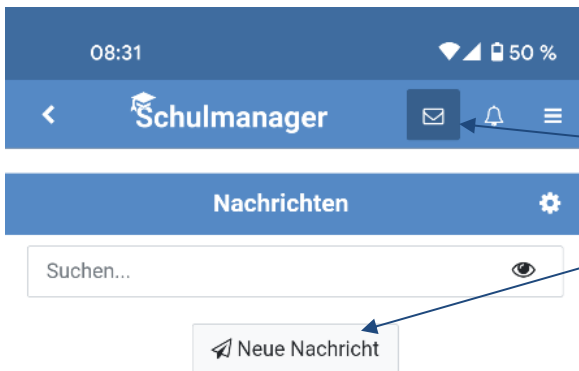 08:31 50 %
Schulmanager
Nachrichten
Suchen...
Neue Nachricht